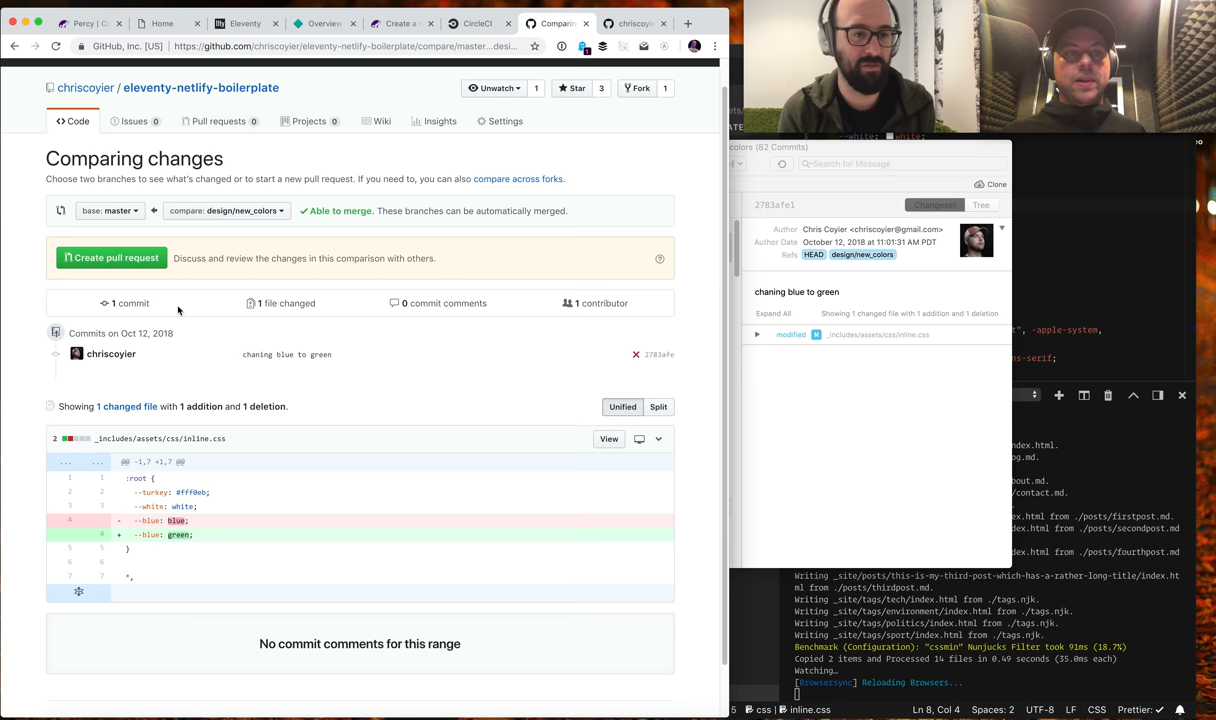 Percy | C
Home
Eleventy
Overview
Create a
CircleCI
Comparin
chriscoyie
GitHub, Inc. [US] | https://github.com/chriscoyier/eleventy-netlify-boilerplate/compare/master...desi...
chriscoyier / eleventy-netlify-boilerplate
Unwatch 1
Star 3
Fork 1
Code
Issues 0
Pull requests 0
Projects 0
Wiki
Insights
Settings
Comparing changes
Choose two branches to see what's changed or to start a new pull request. If you need to, you can also compare across forks.
base: master
compare: design/new_colors
Able to merge. These branches can be automatically merged.
Create pull request
Discuss and review the changes in this comparison with others.
1 commit
1 file changed
0 commit comments
1 contributor
Commits on Oct 12, 2018
chriscoyier
chaning blue to green
2783afe
Showing 1 changed file with 1 addition and 1 deletion.
Unified
Split
2 _includes/assets/css/inline.css
View
... ... @@ -1,7 +1,7 @@
1 1 :root {
2 2 --turkey: #fff0eb;
3 3 --white: white;
4 - --blue: blue;
4 + --blue: green;
5 5 }
6 6
7 7 *,
No commit comments for this range
5 --white: white;
colors (82 Commits)
Search for Message
Clone
2783afe1
Changeset
Tree
Author Chris Coyier <chriscoyier@gmail.com>
Author Date October 12, 2018 at 11:01:31 AM PDT
Refs HEAD design/new_colors
chaning blue to green
Expand All
Showing 1 changed file with 1 addition and 1 deletion
modified M _includes/assets/css/inline.css
", -apple-system,
ns-serif;
ndex.html.
og.md.
bout.md.
/contact.md.
ex.html from ./posts/firstpost.md.
ex.html from ./posts/secondpost.md
ex.html from ./posts/fourthpost.md
Writing _site/posts/this-is-my-third-post-which-has-a-rather-long-title/index.ht
ml from ./posts/thirdpost.md.
Writing _site/tags/tech/index.html from ./tags.njk.
Writing _site/tags/environment/index.html from ./tags.njk.
Writing _site/tags/politics/index.html from ./tags.njk.
Writing _site/tags/sport/index.html from ./tags.njk.
Benchmark (Configuration): "cssmin" Nunjucks Filter took 91ms (18.7%)
Copied 2 items and Processed 14 files in 0.49 seconds (35.0ms each)
Watching…
[Browsersync] Reloading Browsers...
5 css | inline.css
Ln 8, Col 4
Spaces: 2
UTF-8
LF
CSS
Prettier: ✓